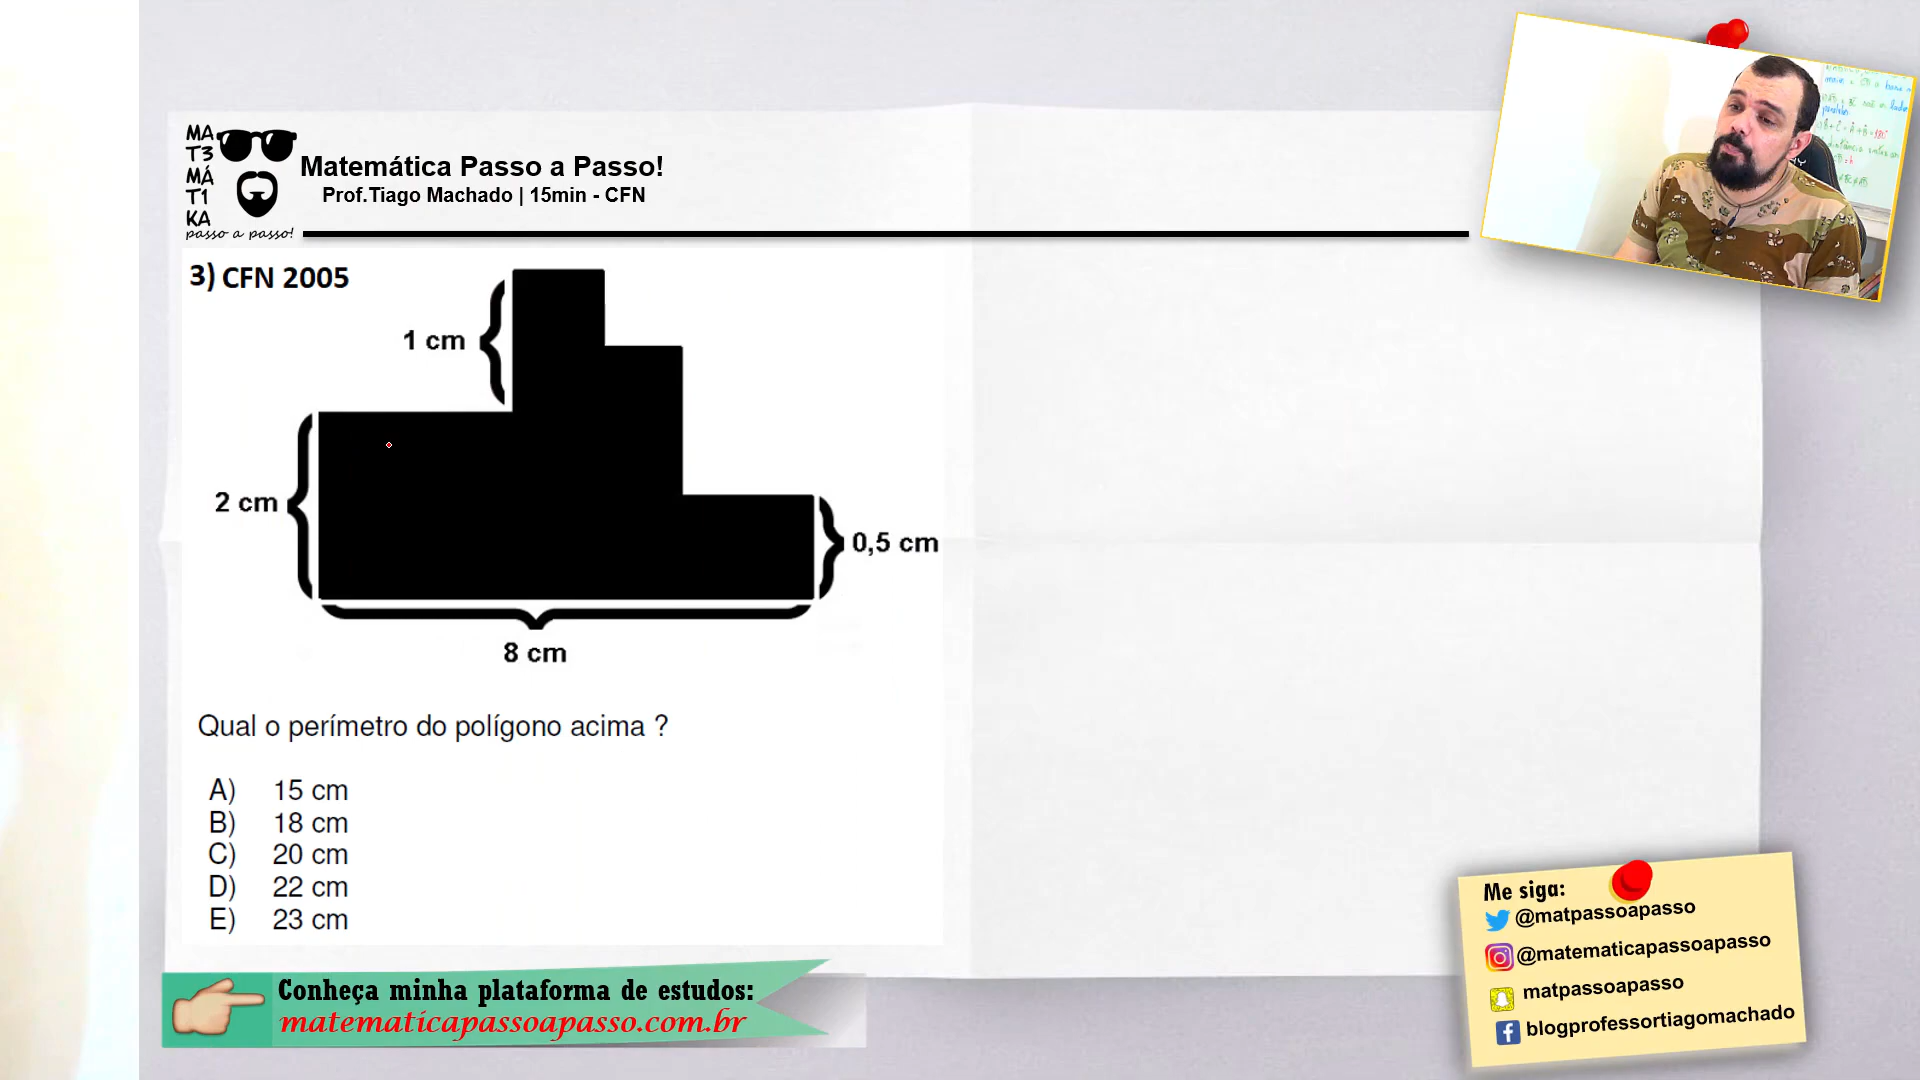 MA
T3
MÁ
T1
KA
passo a passo!
Matemática Passo a Passo!
Prof.Tiago Machado | 15min - CFN
3) CFN 2005
1 cm
2 cm
0,5 cm
8 cm
Qual o perímetro do polígono acima ?
A) 15 cm
B) 18 cm
C) 20 cm
D) 22 cm
E) 23 cm
Conheça minha plataforma de estudos:
matematicapassoapasso.com.br
Me siga:
@matpassoapasso
@matematicapassoapasso
matpassoapasso
blogprofessortiagomachado